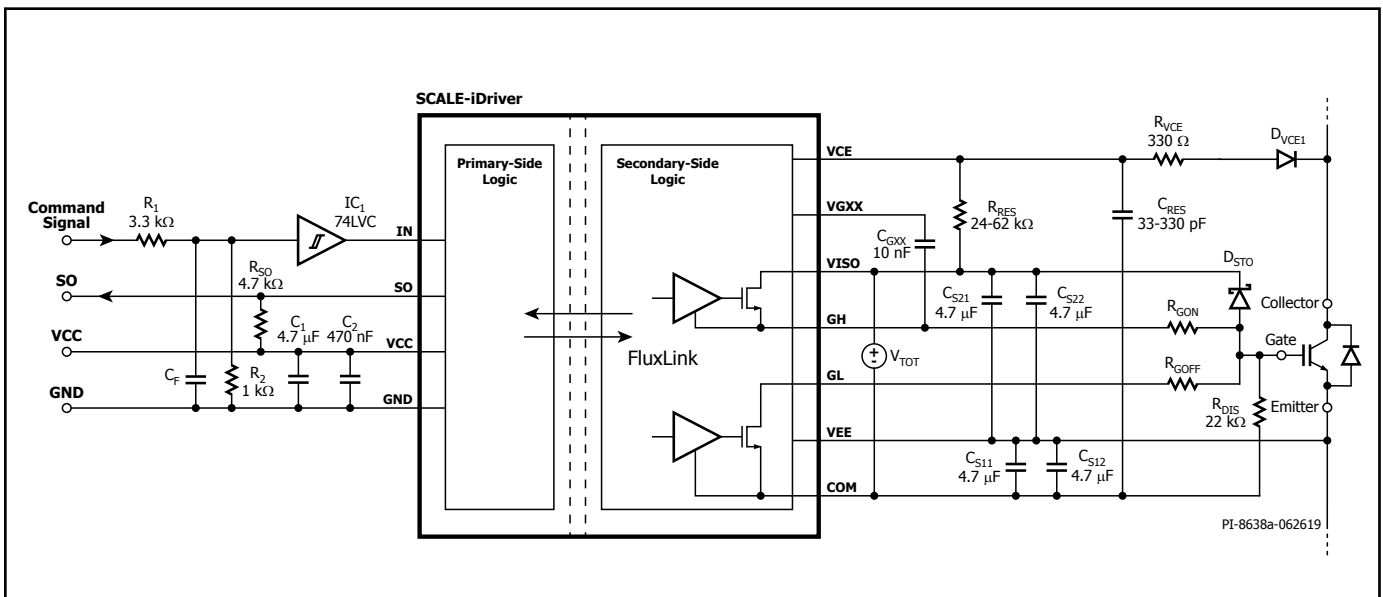 SCALE-iDriver
Primary-Side
Logic
Secondary-Side
Logic
FluxLink
Command
Signal
R1
3.3 kΩ
IC1
74LVC
IN
SO
RSO
4.7 kΩ
SO
VCC
C1
4.7 μF
C2
470 nF
VCC
GND
CF
R2
1 kΩ
GND
VCE
RVCE
330 Ω
DVCE1
VGXX
CGXX
10 nF
RRES
24-62 kΩ
CRES
33-330 pF
VISO
DSTO
CS21
4.7 μF
CS22
4.7 μF
Collector
GH
RGON
VTOT
Gate
GL
RGOFF
RDIS
22 kΩ
Emitter
VEE
CS11
4.7 μF
CS12
4.7 μF
COM
PI-8638a-062619